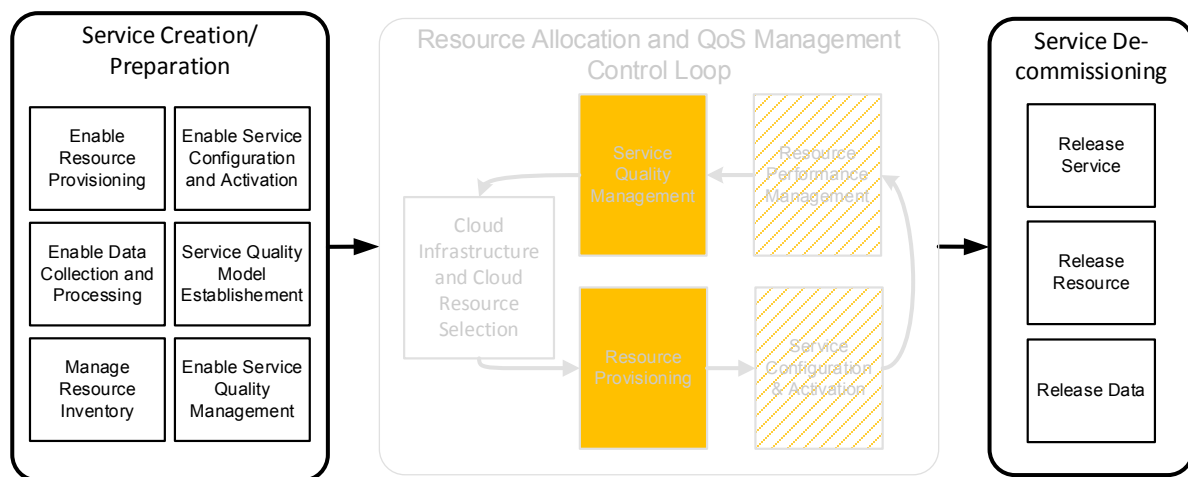 Service Creation/
Preparation
Enable
Resource
Provisioning
Enable Service
Configuration
and Activation
Enable Data
Collection and
Processing
Service Quality
Model
Establishement
Manage
Resource
Inventory
Enable Service
Quality
Management
Resource Allocation and QoS Management
Control Loop
Service
Quality
Management
Resource
Performance
Management
Cloud
Infrastructure
and Cloud
Resource
Selection
Resource
Provisioning
Service
Configuration
& Activation
Service De-
commissioning
Release
Service
Release
Resource
Release Data